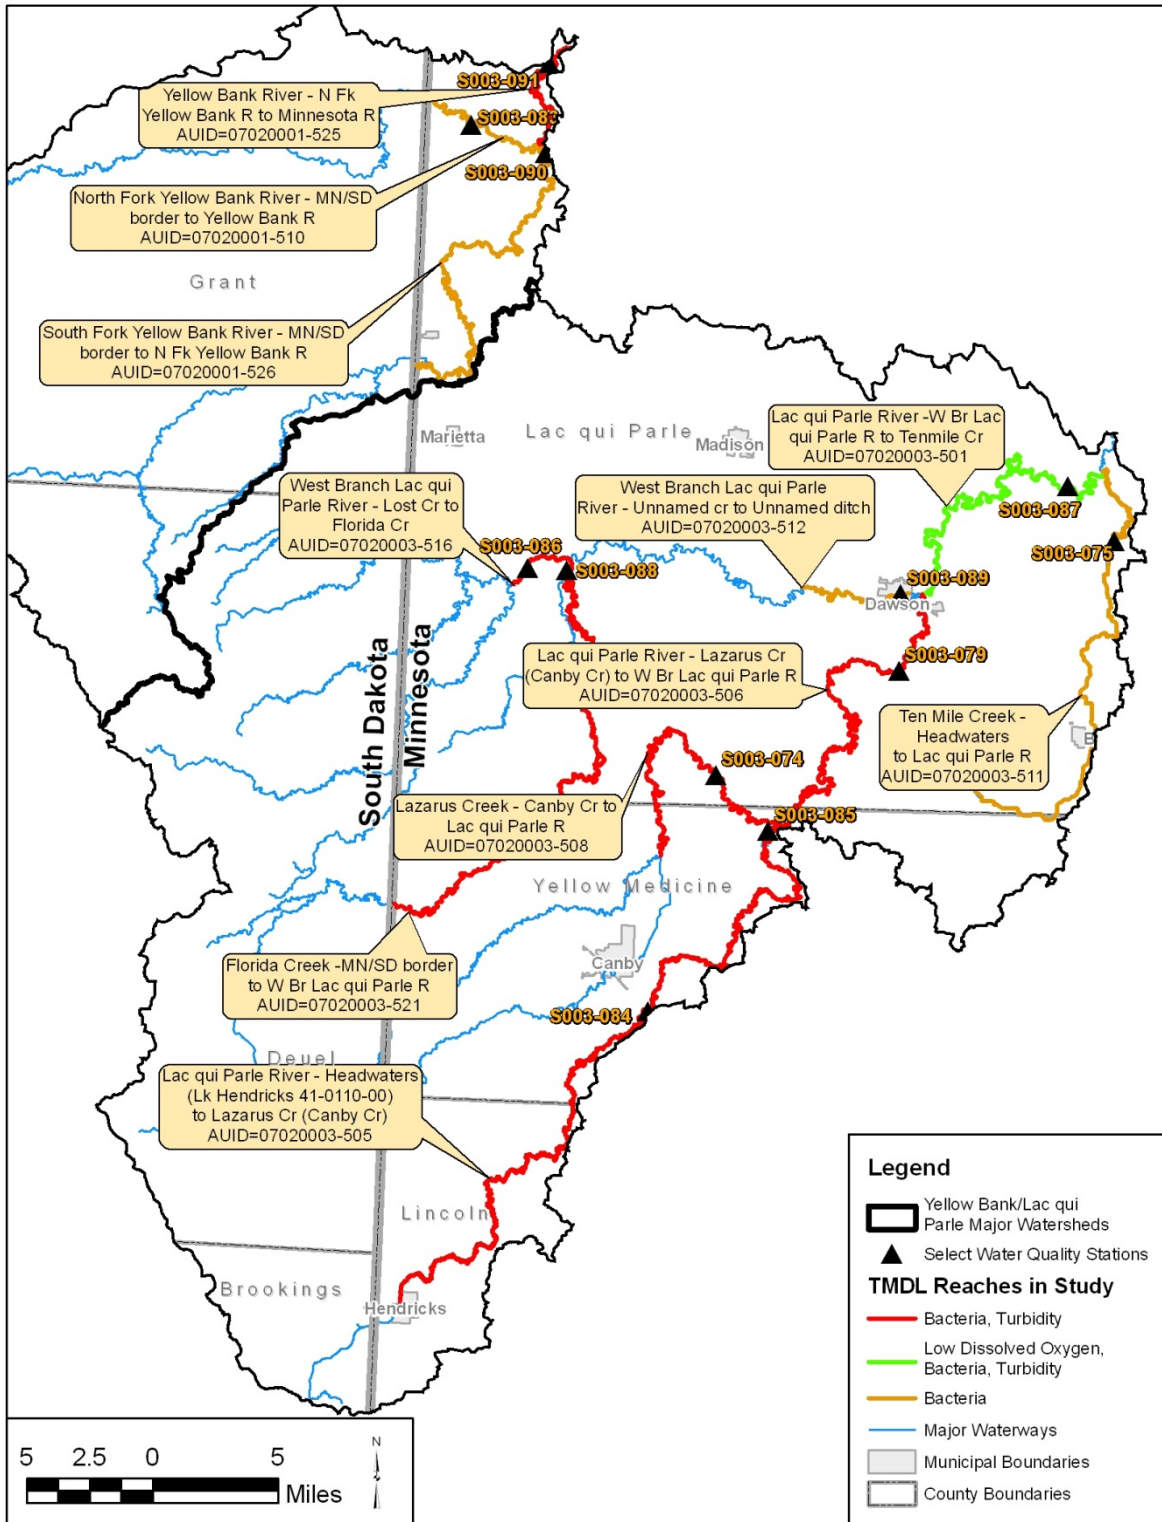 S003-091
Yellow Bank River - N Fk
Yellow Bank R to Minnesota R
AUID=07020001-525
S003-083
S003-090
North Fork Yellow Bank River - MN/SD
border to Yellow Bank R
AUID=07020001-510
Grant
South Fork Yellow Bank River - MN/SD
border to N Fk Yellow Bank R
AUID=07020001-526
Marietta
Lac qui Parle
Madison
Lac qui Parle River -W Br Lac
qui Parle R to Tenmile Cr
AUID=07020003-501
West Branch Lac qui
Parle River - Lost Cr to
Florida Cr
AUID=07020003-516
West Branch Lac qui Parle
River - Unnamed cr to Unnamed ditch
AUID=07020003-512
S003-087
S003-075
S003-086
S003-088
S003-089
Dawson
South Dakota
Minnesota
Lac qui Parle River - Lazarus Cr
(Canby Cr) to W Br Lac qui Parle R
AUID=07020003-506
S003-079
Ten Mile Creek -
Headwaters
to Lac qui Parle R
AUID=07020003-511
B
S003-074
Lazarus Creek - Canby Cr to
Lac qui Parle R
AUID=07020003-508
S003-085
Yellow Medicine
Canby
Florida Creek -MN/SD border
to W Br Lac qui Parle R
AUID=07020003-521
S003-084
Deuel
Lac qui Parle River - Headwaters
(Lk Hendricks 41-0110-00)
to Lazarus Cr (Canby Cr)
AUID=07020003-505
Lincoln
Brookings
Hendricks
Legend
Yellow Bank/Lac qui
Parle Major Watersheds
Select Water Quality Stations
TMDL Reaches in Study
Bacteria, Turbidity
Low Dissolved Oxygen,
Bacteria, Turbidity
Bacteria
Major Waterways
Municipal Boundaries
County Boundaries
5 2.5 0 5
Miles
N